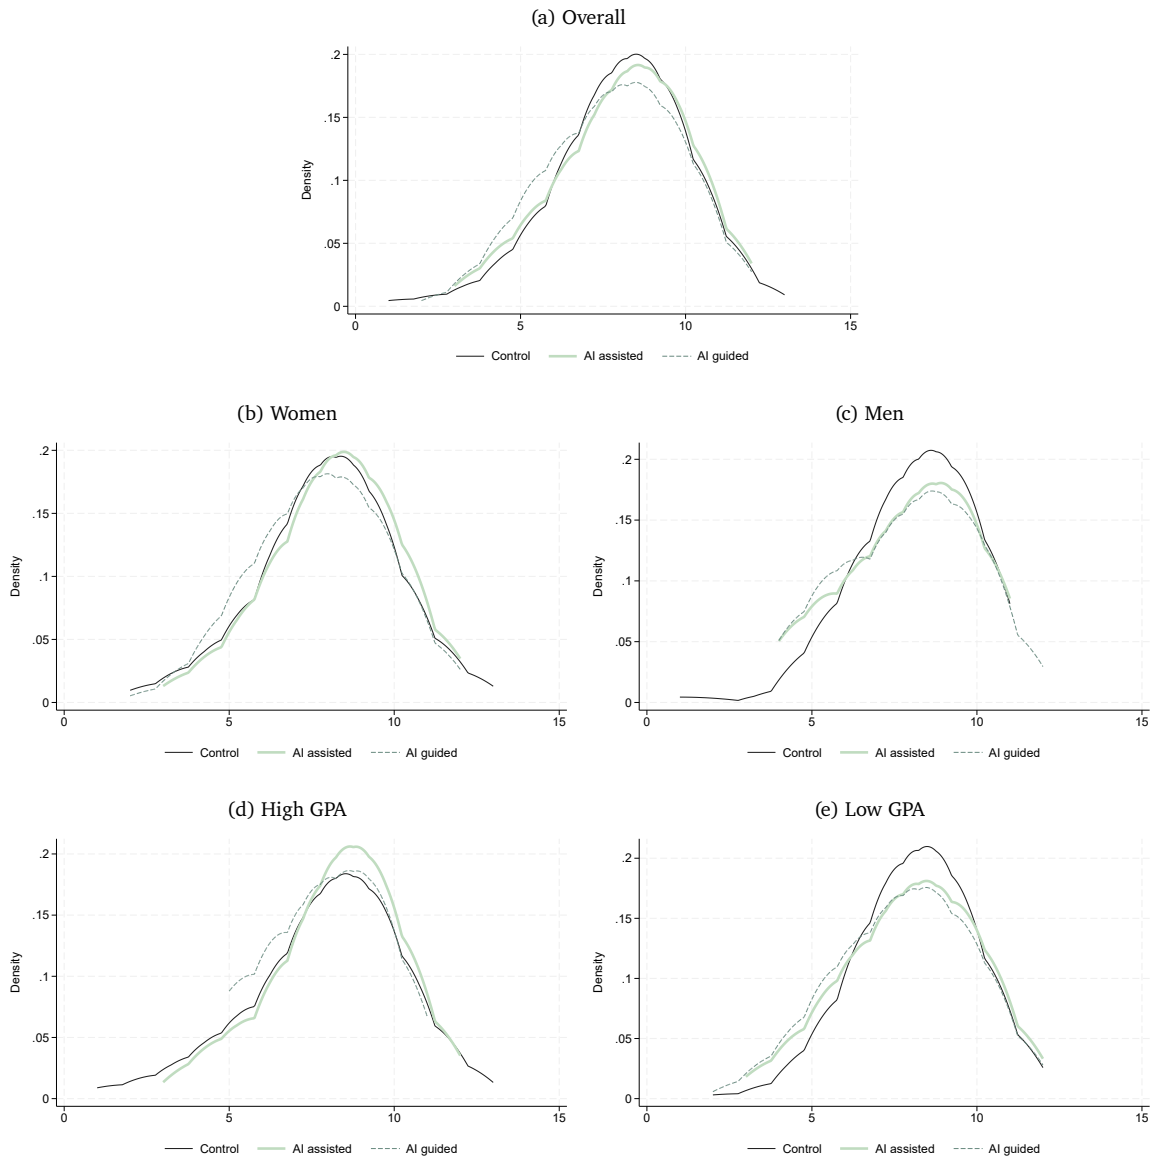 (a) Overall
Density
.2
.15
.1
.05
0
0 5 10 15
Control AI assisted AI guided
(b) Women
Density
.2
.15
.1
.05
0
0 5 10 15
Control AI assisted AI guided
(c) Men
Density
.2
.15
.1
.05
0
0 5 10 15
Control AI assisted AI guided
(d) High GPA
Density
.2
.15
.1
.05
0
0 5 10 15
Control AI assisted AI guided
(e) Low GPA
Density
.2
.15
.1
.05
0
0 5 10 15
Control AI assisted AI guided